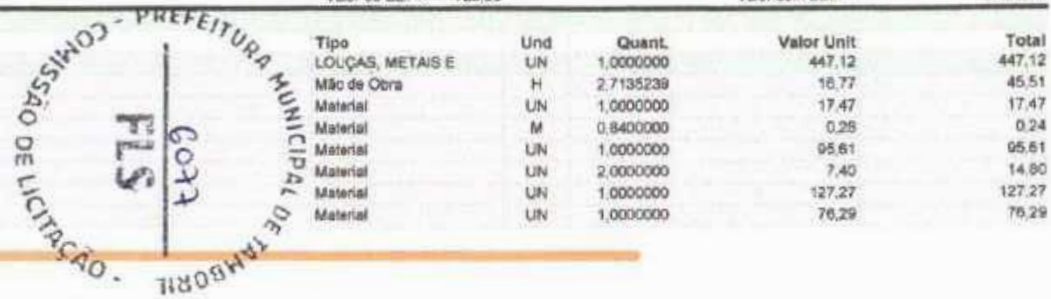 Tipo Und Quant. Valor Unit Total
LOUÇAS, METAIS E UN 1,0000000 447,12 447,12
Mão de Obra H 2,7135239 16,77 45,51
Material UN 1,0000000 17,47 17,47
Material M 0,8400000 0,28 0,24
Material UN 1,0000000 95,61 95,61
Material UN 2,0000000 7,40 14,80
Material UN 1,0000000 127,27 127,27
Material UN 1,0000000 76,29 76,29
PREFEITURA MUNICIPAL DE TAMBORIL
COMISSÃO DE LICITAÇÃO -
FLS
6077